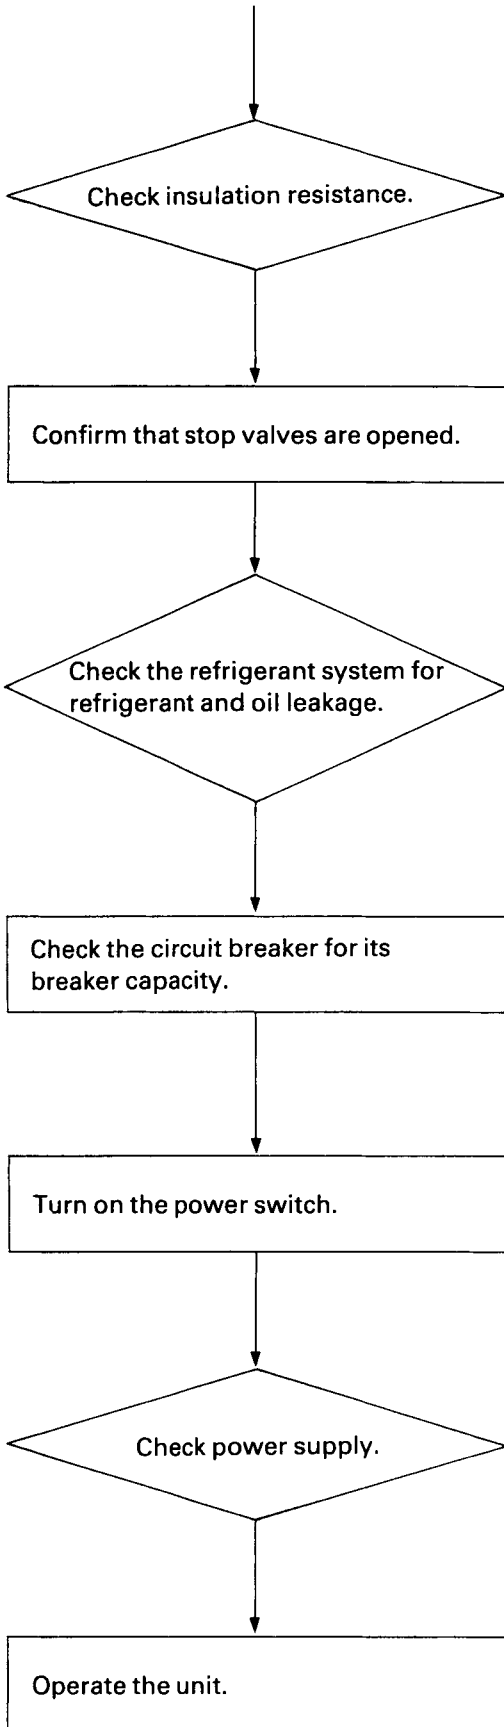 Check insulation resistance.
Confirm that stop valves are opened.
Check the refrigerant system for
refrigerant and oil leakage.
Check the circuit breaker for its
breaker capacity.
Turn on the power switch.
Check power supply.
Operate the unit.